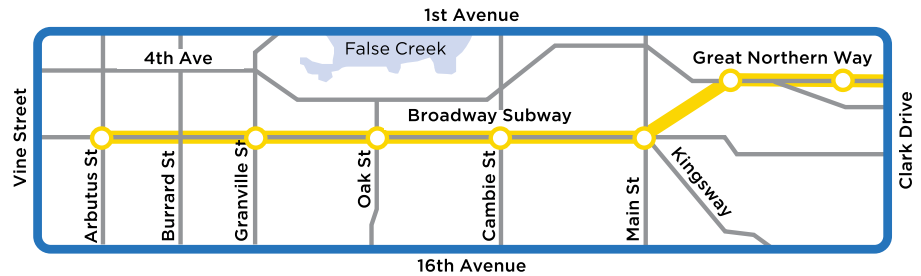 1st Avenue
False Creek
4th Ave
Great Northern Way
Broadway Subway
Vine Street
Clark Drive
Arbutus St
Burrard St
Granville St
Oak St
Cambie St
Main St
Kingsway
16th Avenue